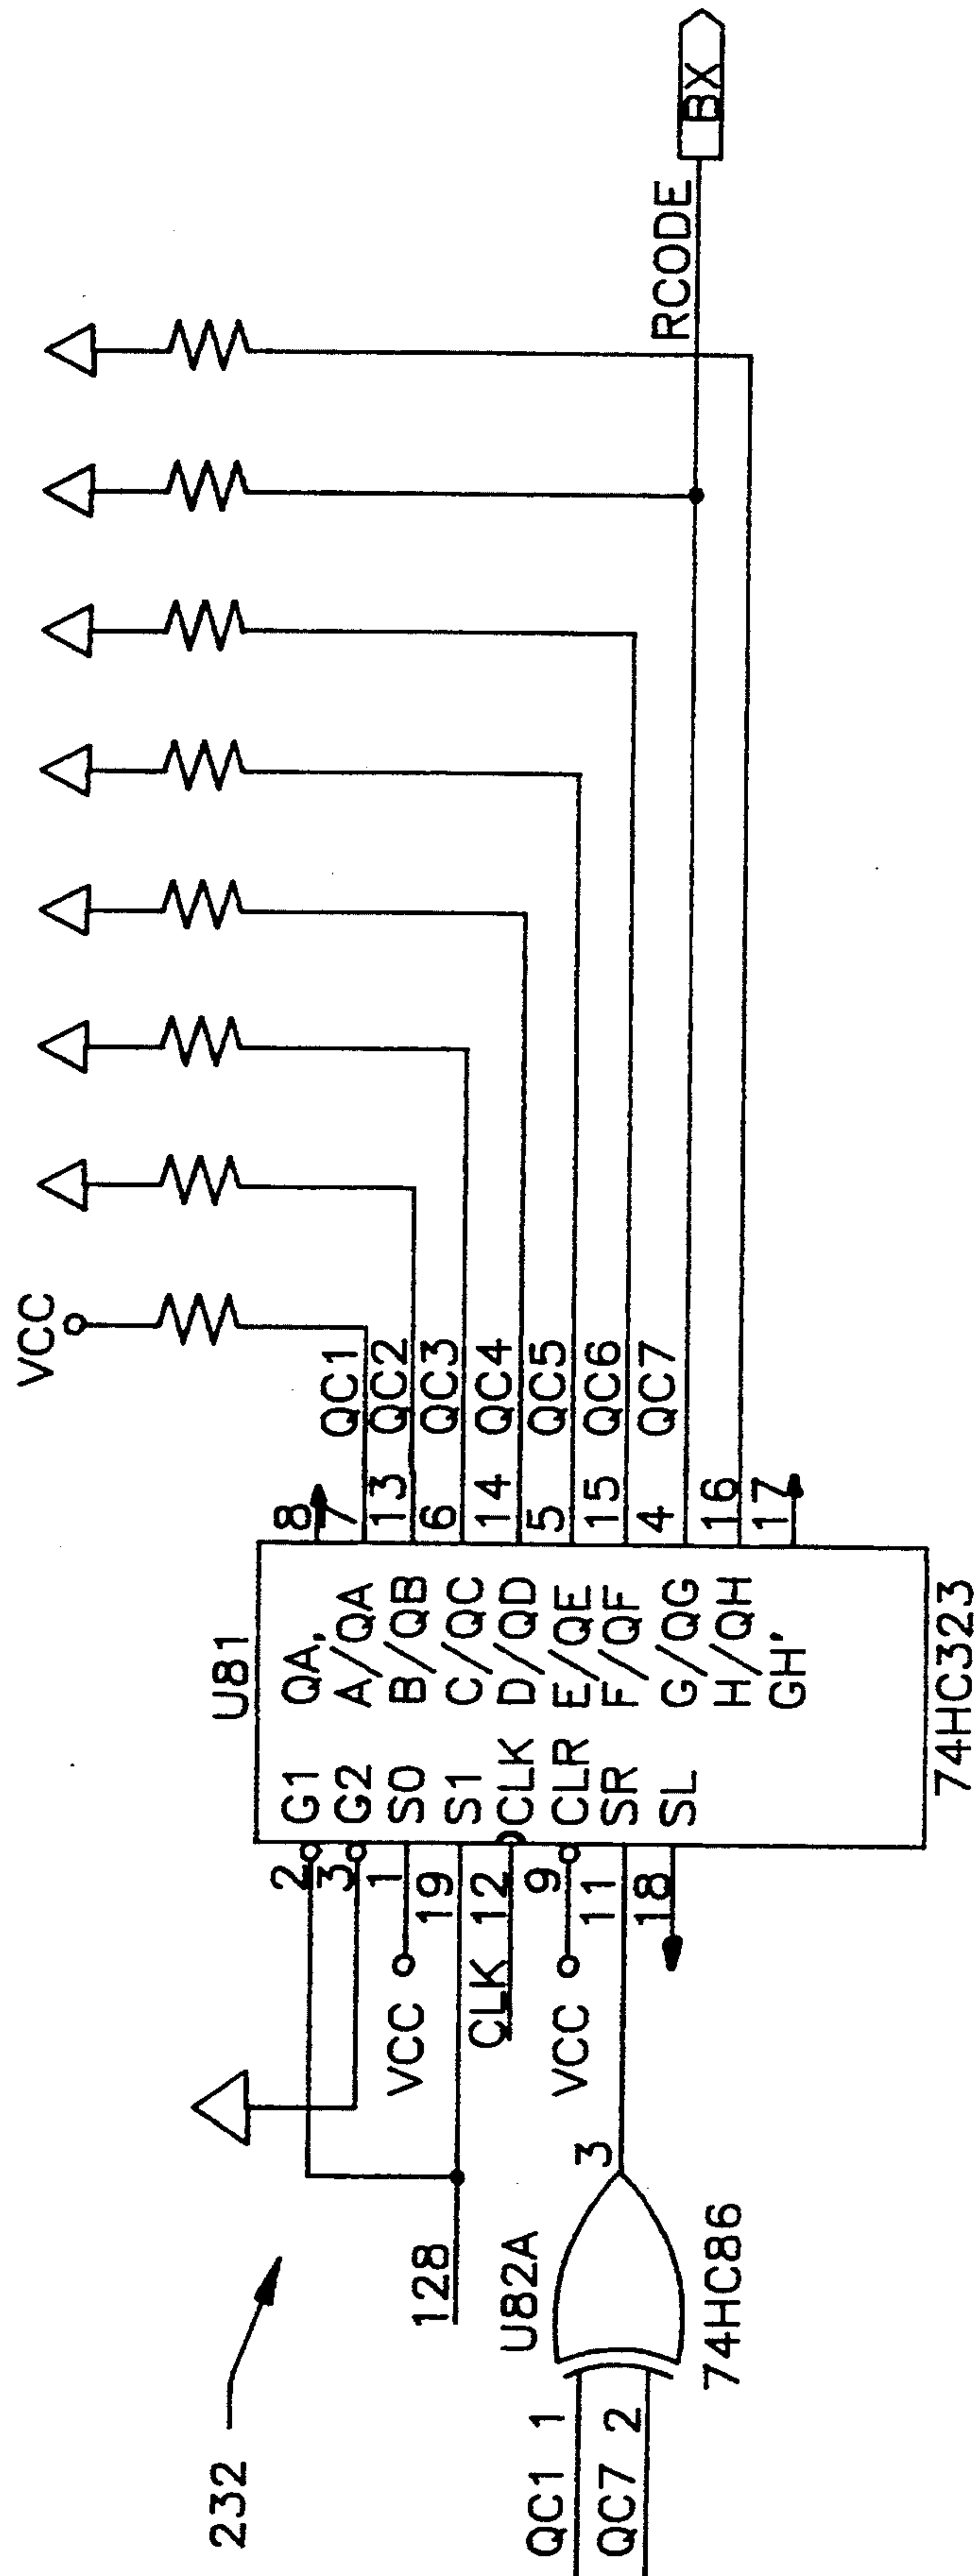 232
128
VCC
CLK
VCC
QC1 1
QC7 2
U82A
3
74HC86
U81
2 G1
3 G2
1 S0
19 S1
12 CLK
9 CLR
11 SR
18 SL
QA' 8
A/QA 7 QC1
B/QB 13 QC2
C/QC 6 QC3
D/QD 14 QC4
E/QE 5 QC5
F/QF 15 QC6
G/QG 4 QC7
H/QH 16
GH' 17
74HC323
VCC
RCODE
BX